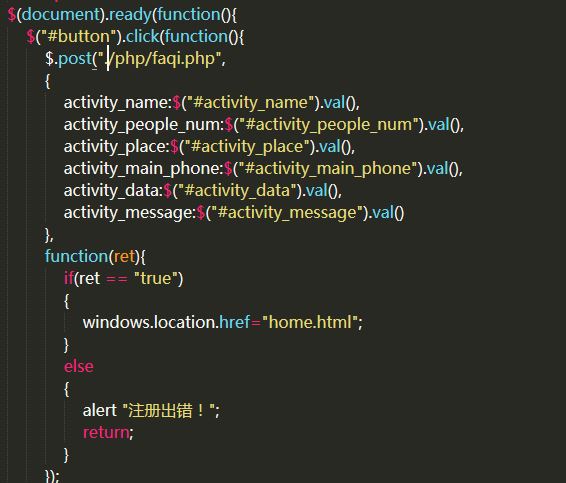 $(document).ready(function(){
$("#button").click(function(){
$.post("./php/faqi.php",
{
activity_name:$("#activity_name").val(),
activity_people_num:$("#activity_people_num").val(),
activity_place:$("#activity_place").val(),
activity_main_phone:$("#activity_main_phone").val(),
activity_data:$("#activity_data").val(),
activity_message:$("#activity_message").val()
},
function(ret){
if(ret == "true")
{
windows.location.href="home.html";
}
else
{
alert "注册出错！";
return;
}
});